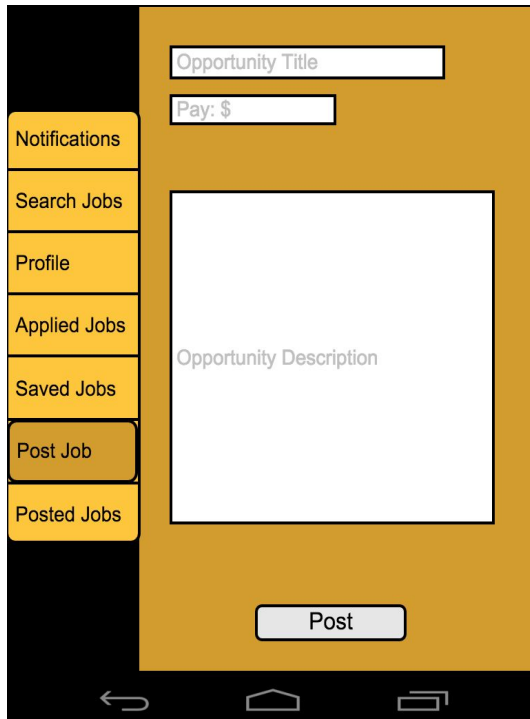 Opportunity Title
Pay: $
Notifications
Search Jobs
Profile
Applied Jobs
Saved Jobs
Post Job
Posted Jobs
Opportunity Description
Post